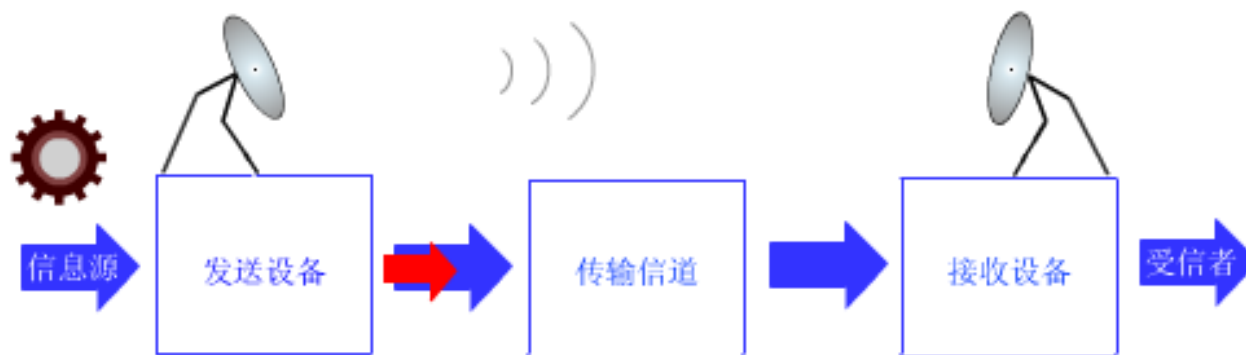 信息源
发送设备
传输信道
接收设备
受信者